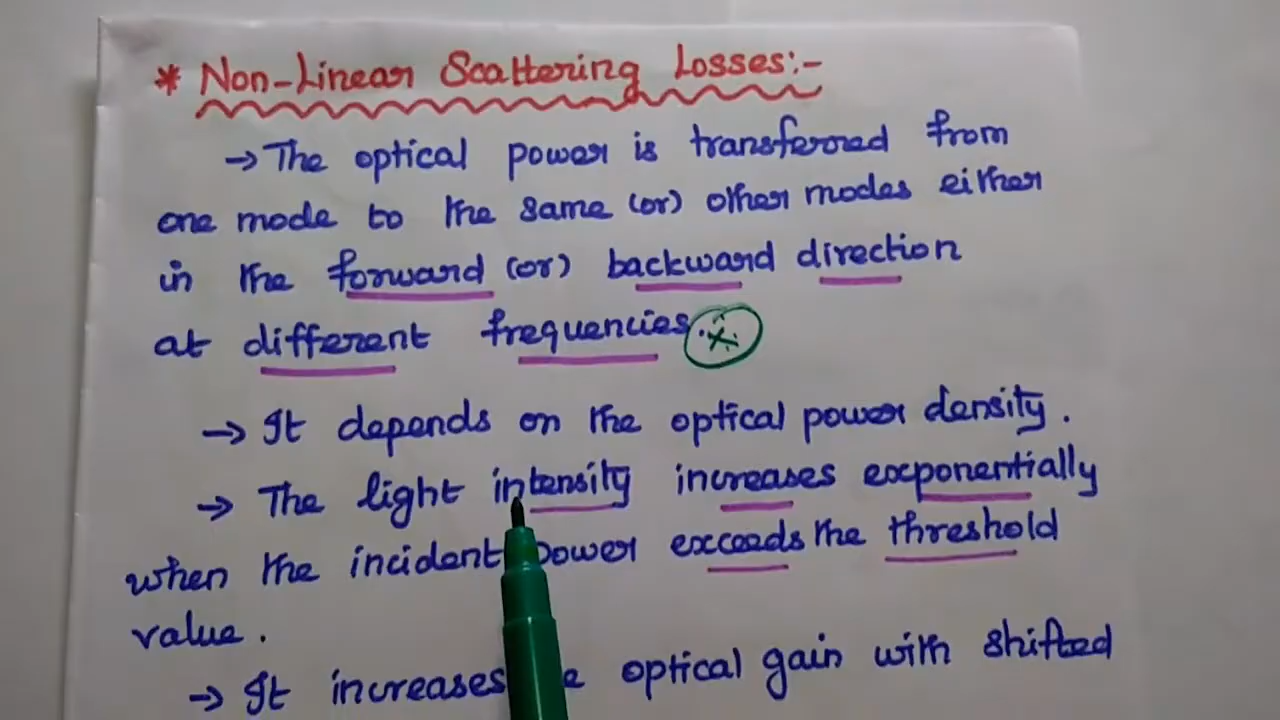 * Non-Linear Scattering Losses:-
→ The optical power is transferred from
one mode to the same (or) other modes either
in the forward (or) backward direction
at different frequencies.
→ It depends on the optical power density.
→ The light intensity increases exponentially
when the incident power exceeds the threshold
value.
→ It increases optical gain with shifted